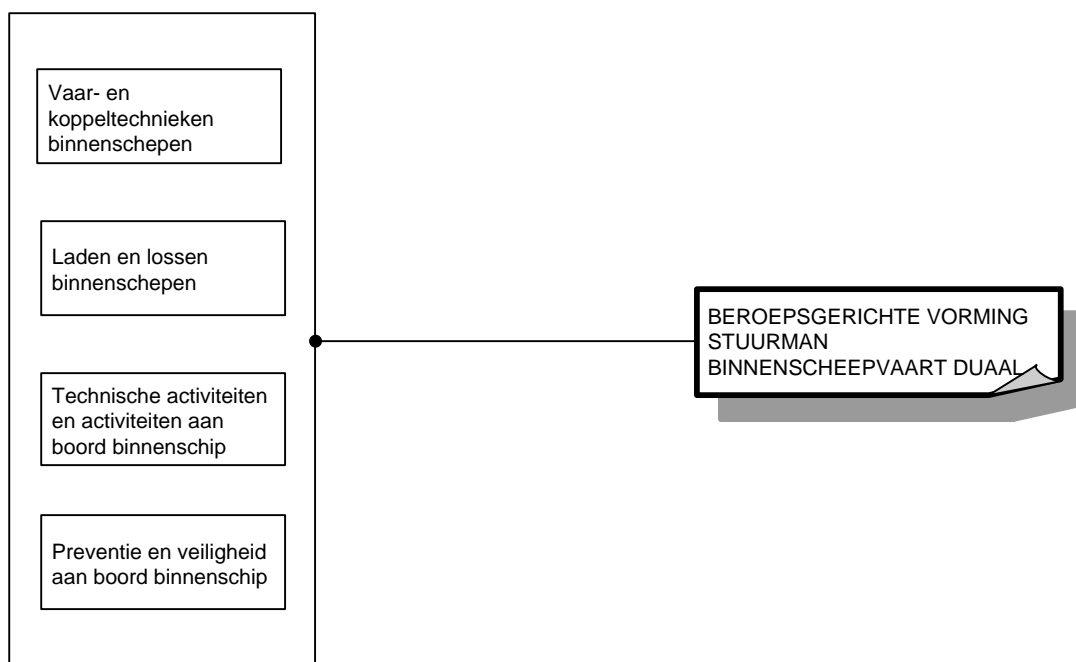 Vaar- en
koppeltechnieken
binnenschepen
Laden en lossen
binnenschepen
Technische activiteiten
en activiteiten aan
boord binnenschip
Preventie en veiligheid
aan boord binnenschip
BEROEPSGERICHTE VORMING
STUURMAN
BINNENSCHEEPVAART DUAAL